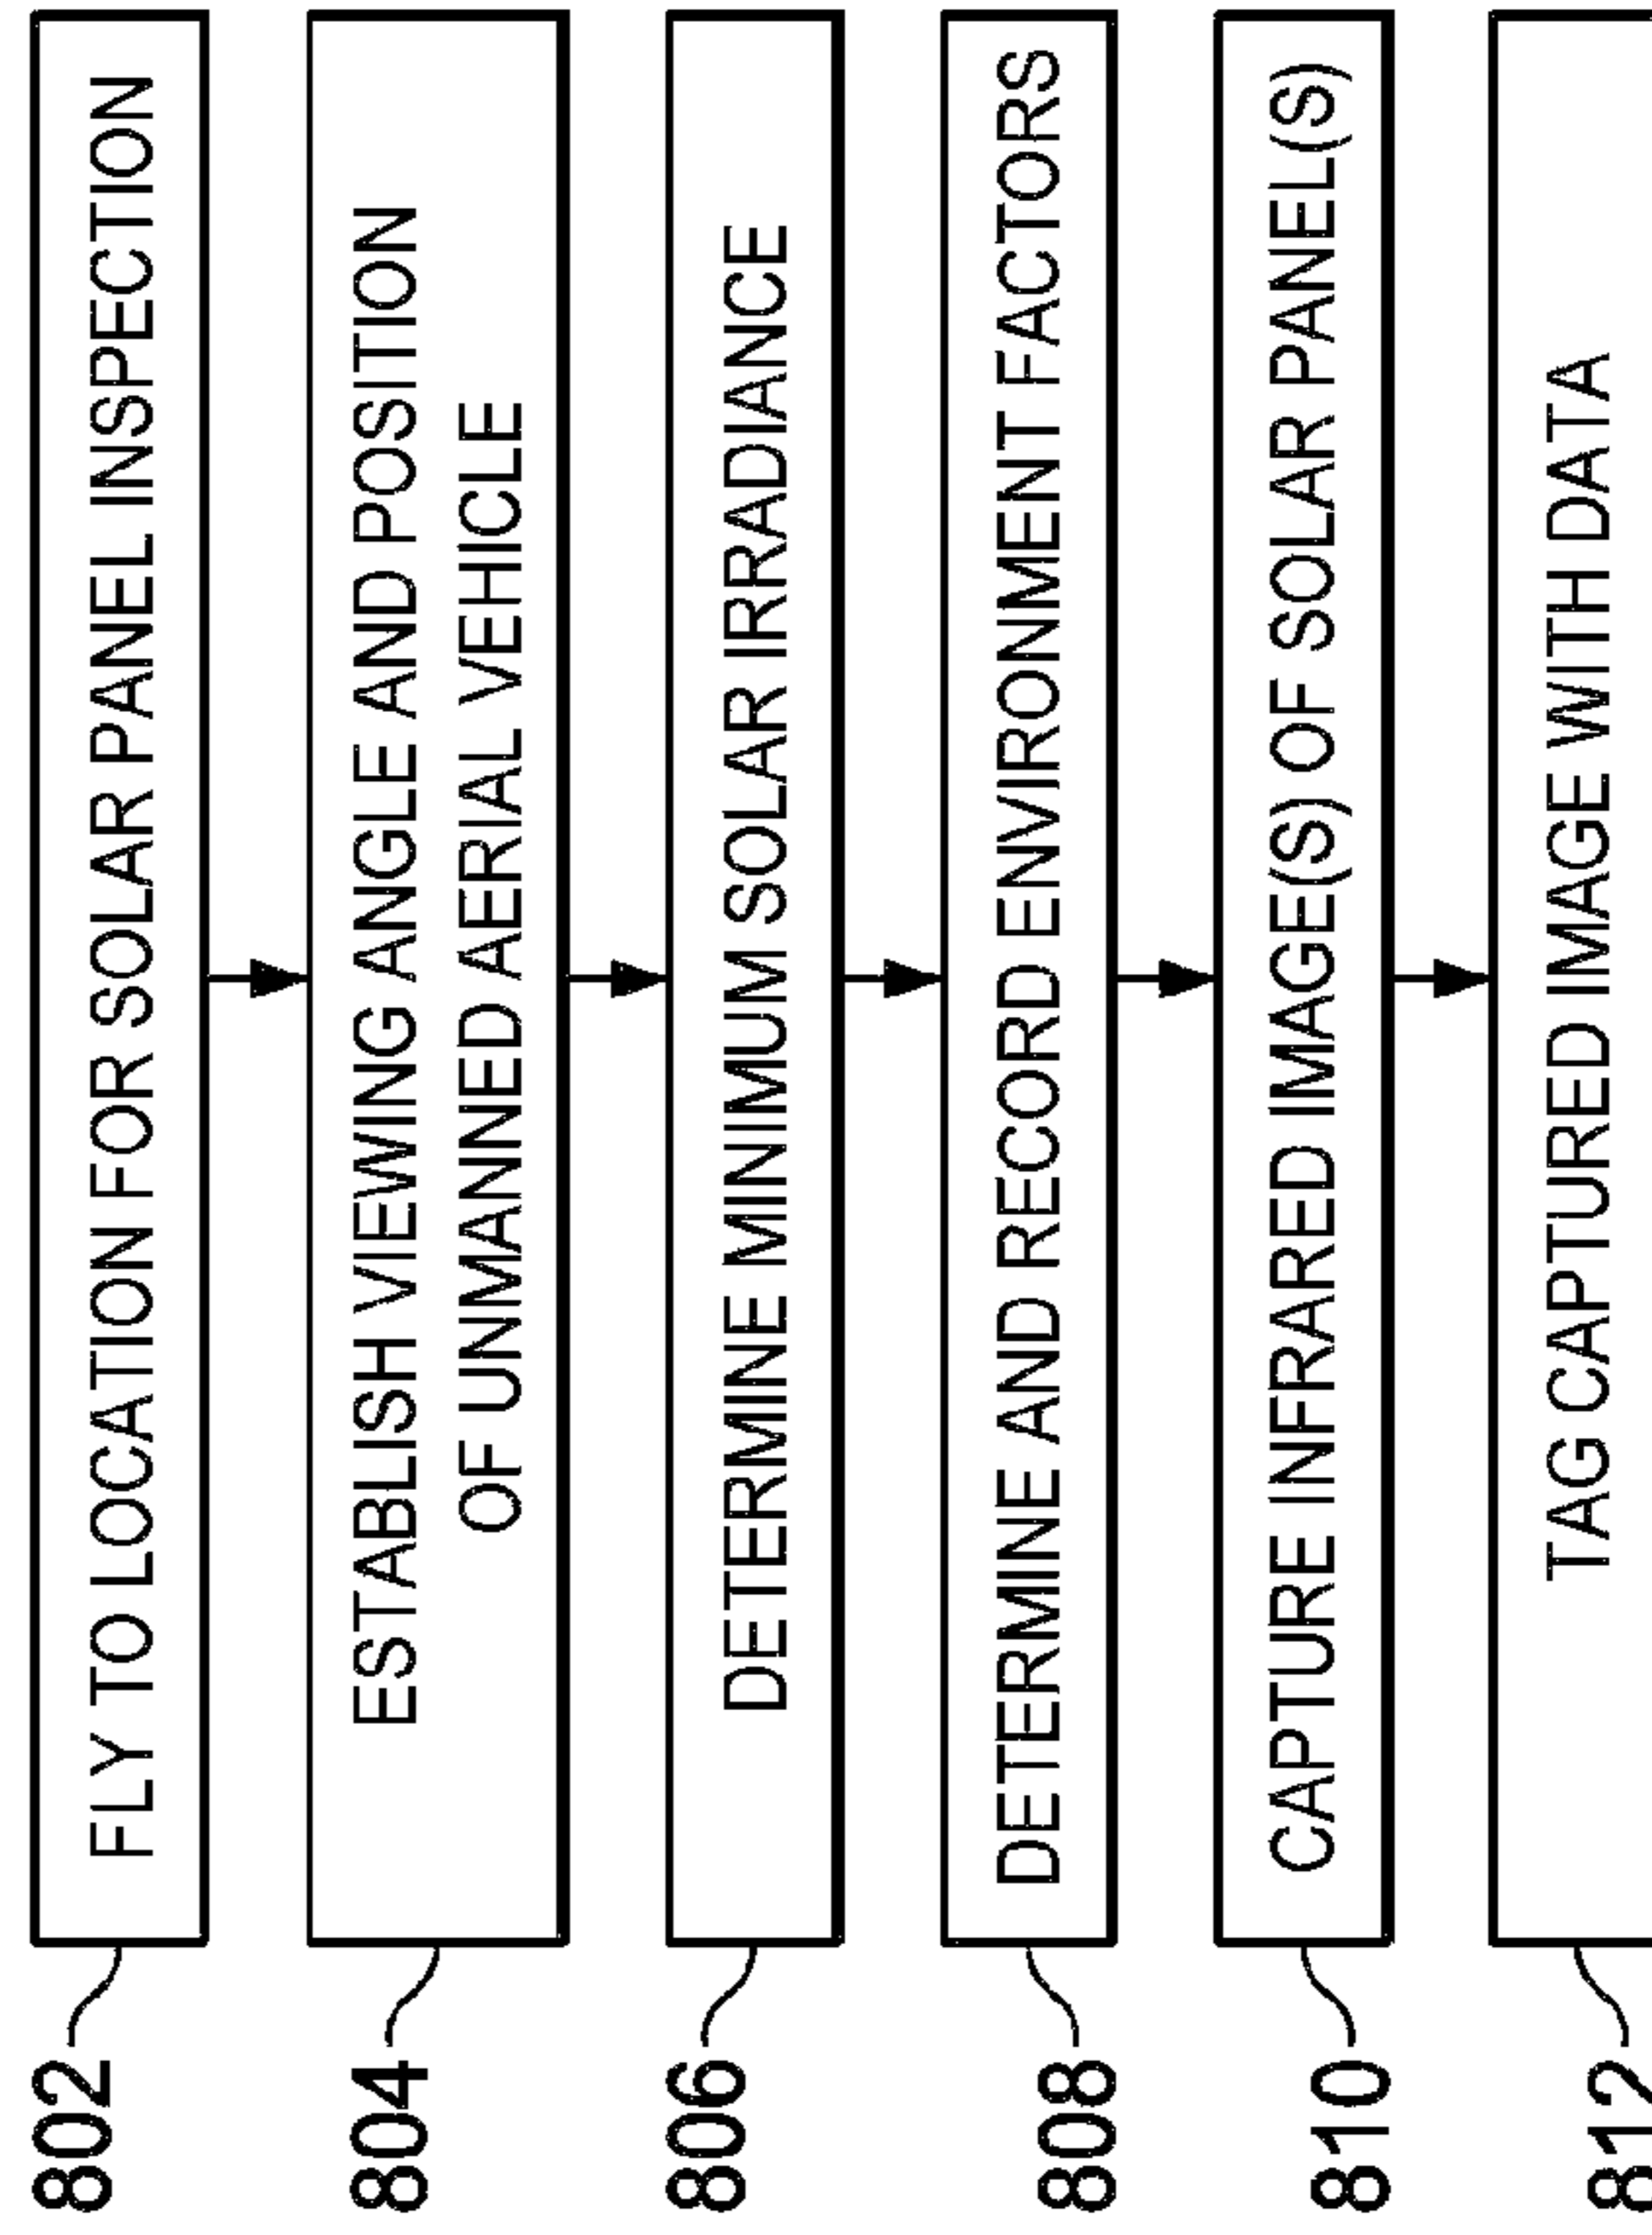 802
FLY TO LOCATION FOR SOLAR PANEL INSPECTION
804
ESTABLISH VIEWING ANGLE AND POSITION
OF UNMANNED AERIAL VEHICLE
806
DETERMINE MINIMUM SOLAR IRRADIANCE
808
DETERMINE AND RECORD ENVIRONMENT FACTORS
810
CAPTURE INFRARED IMAGE(S) OF SOLAR PANEL(S)
812
TAG CAPTURED IMAGE WITH DATA